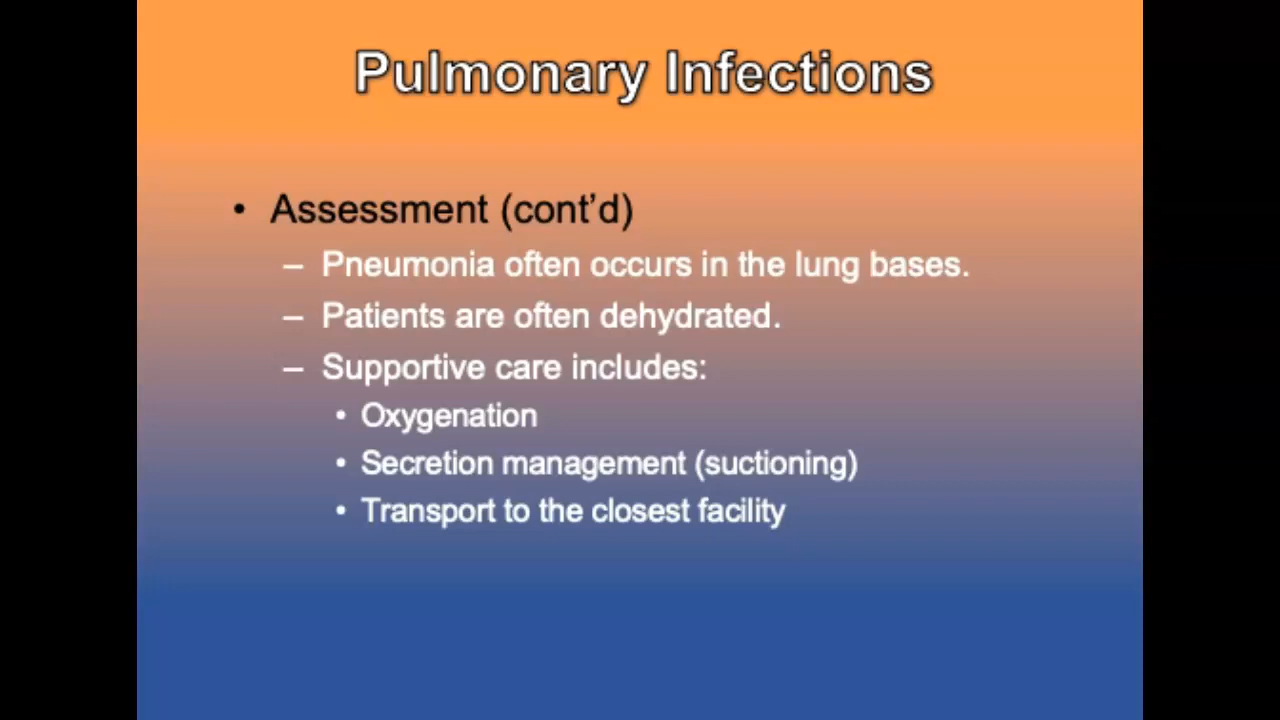 Pulmonary Infections
• Assessment (cont’d)
– Pneumonia often occurs in the lung bases.
– Patients are often dehydrated.
– Supportive care includes:
• Oxygenation
• Secretion management (suctioning)
• Transport to the closest facility